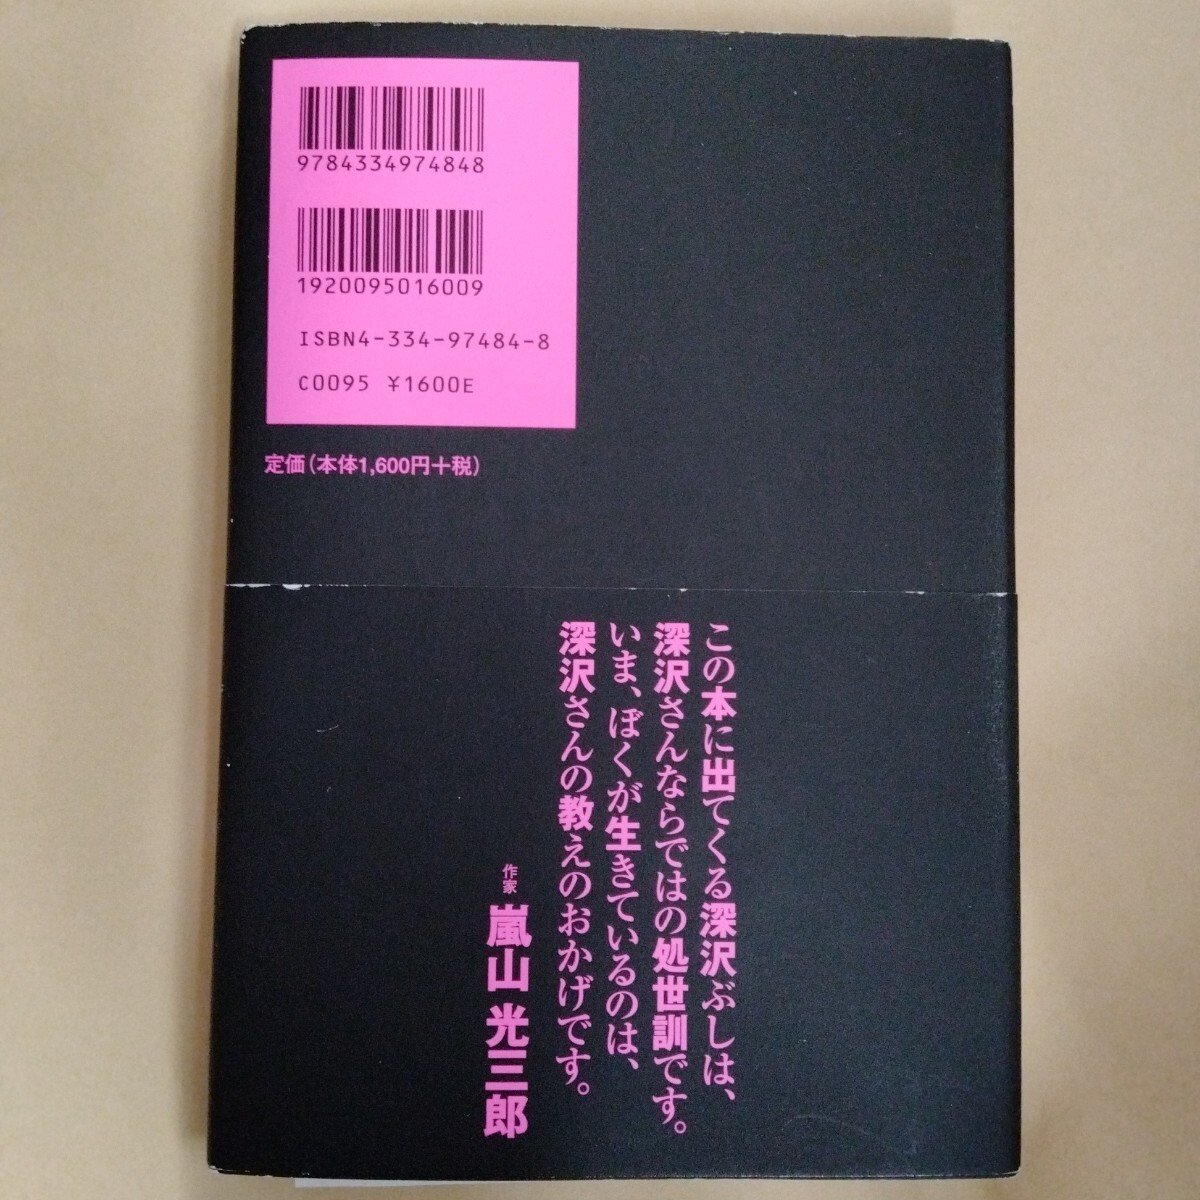 9784334974848
1920095016009
ISBN4-334-97484-8
C0095 ¥1600E
定価(本体1,600円+税)
この本に出てくる深沢ぶしは、
深沢さんならではの処世訓です。
いま、ぼくが生きているのは、
深沢さんの教えのおかげです。
作家 嵐山光三郎